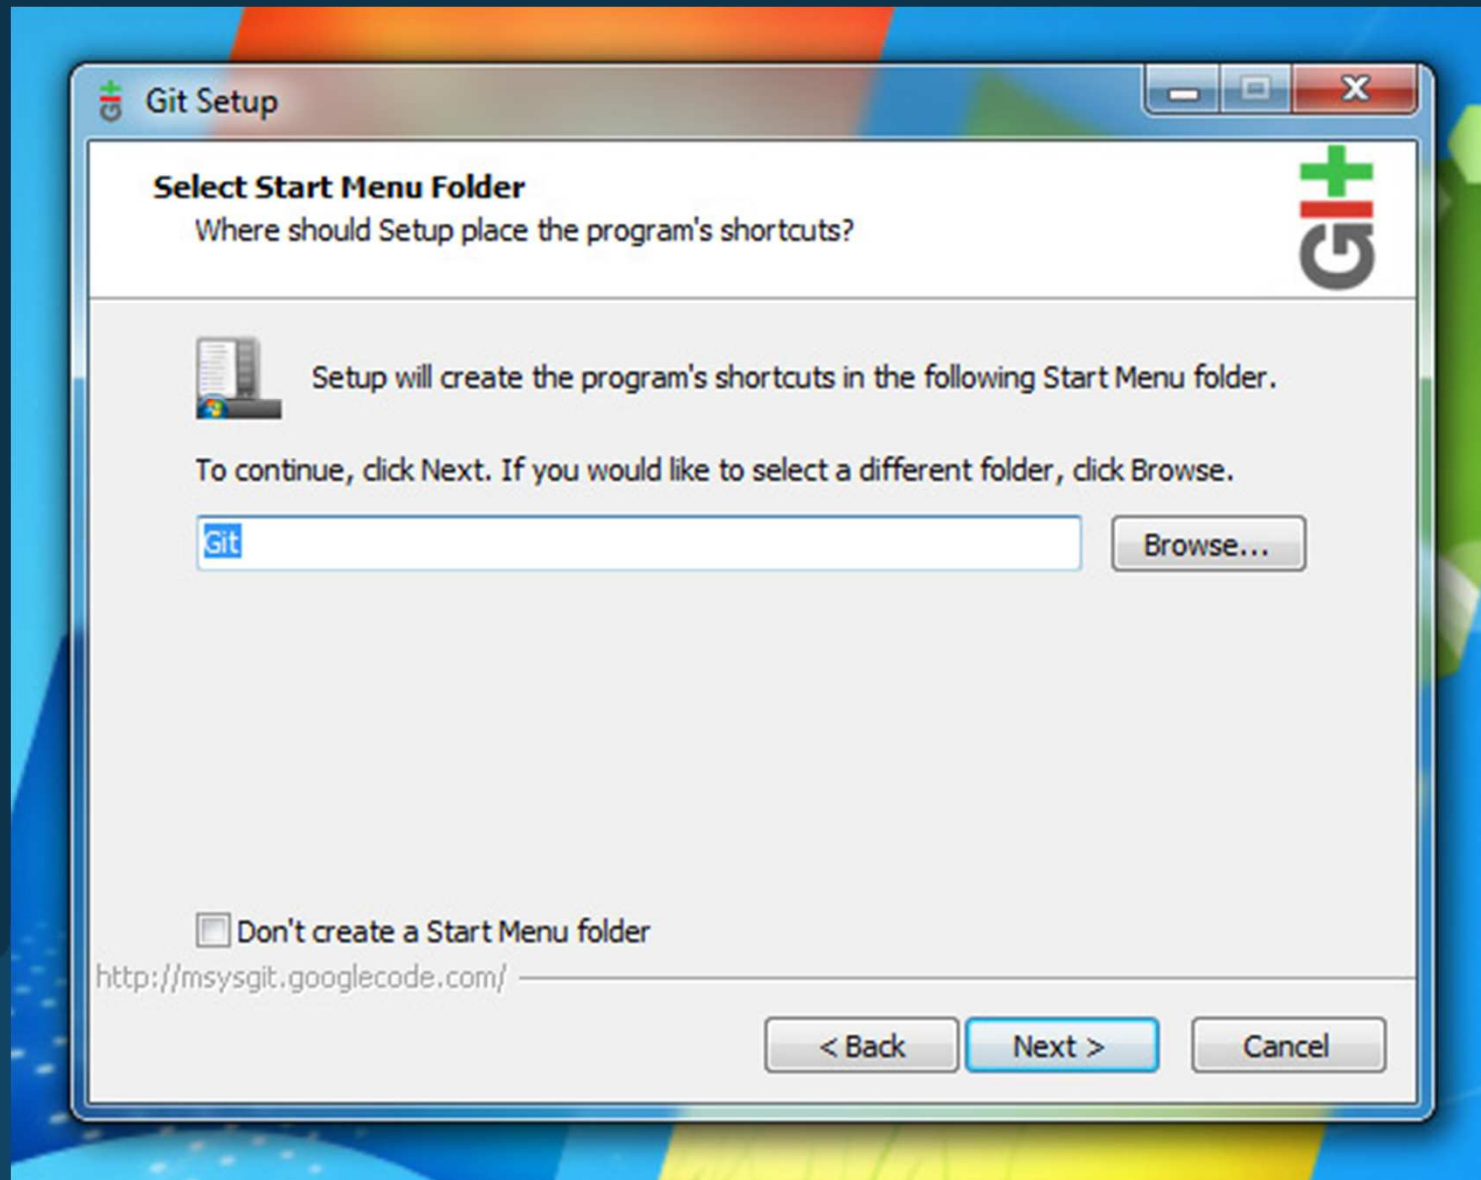 Git Setup
Select Start Menu Folder
Where should Setup place the program's shortcuts?
GIt
Setup will create the program's shortcuts in the following Start Menu folder.
To continue, click Next. If you would like to select a different folder, click Browse.
Git
Browse...
Don't create a Start Menu folder
http://msysgit.googlecode.com/
< Back
Next >
Cancel